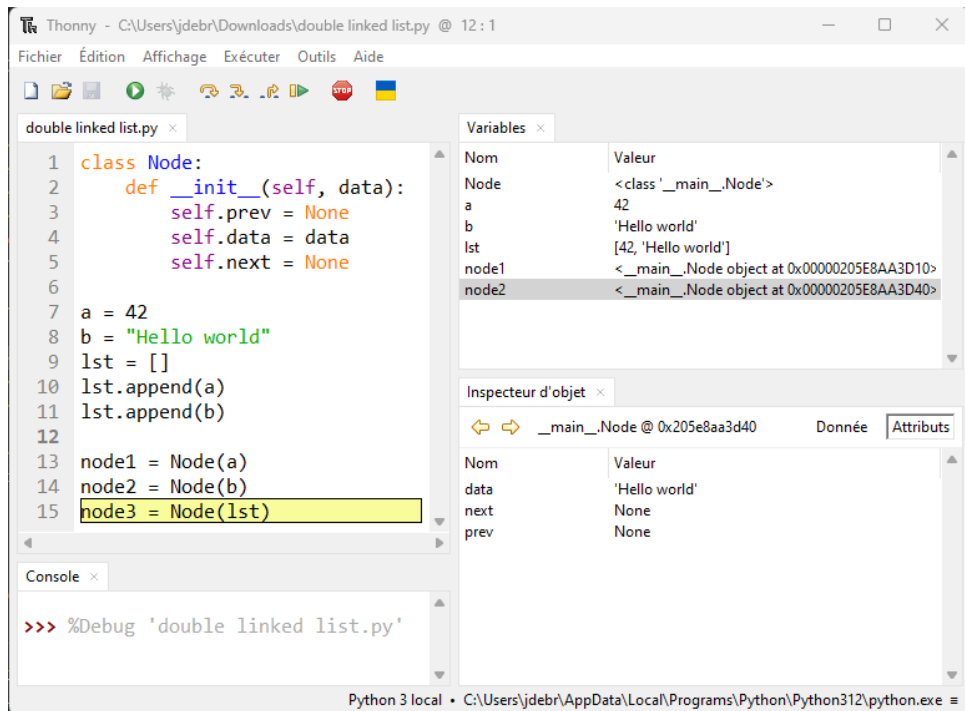 Thonny - C:\Users\jdebr\Downloads\double linked list.py @ 12 : 1
Fichier Édition Affichage Exécuter Outils Aide
STOP
double linked list.py ×
1 class Node:
2     def __init__(self, data):
3         self.prev = None
4         self.data = data
5         self.next = None
6
7 a = 42
8 b = "Hello world"
9 lst = []
10 lst.append(a)
11 lst.append(b)
12
13 node1 = Node(a)
14 node2 = Node(b)
15 node3 = Node(lst)
Console ×
>>> %Debug 'double linked list.py'
Variables ×
Nom Valeur
Node <class '__main__.Node'>
a 42
b 'Hello world'
lst [42, 'Hello world']
node1 <__main__.Node object at 0x00000205E8AA3D10>
node2 <__main__.Node object at 0x00000205E8AA3D40>
Inspecteur d'objet ×
__main__.Node @ 0x205e8aa3d40 Donnée Attributs
Nom Valeur
data 'Hello world'
next None
prev None
Python 3 local • C:\Users\jdebr\AppData\Local\Programs\Python\Python312\python.exe ≡